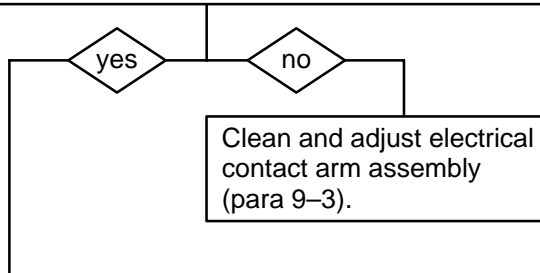 yes
no
Clean and adjust electrical
contact arm assembly
(para 9–3).